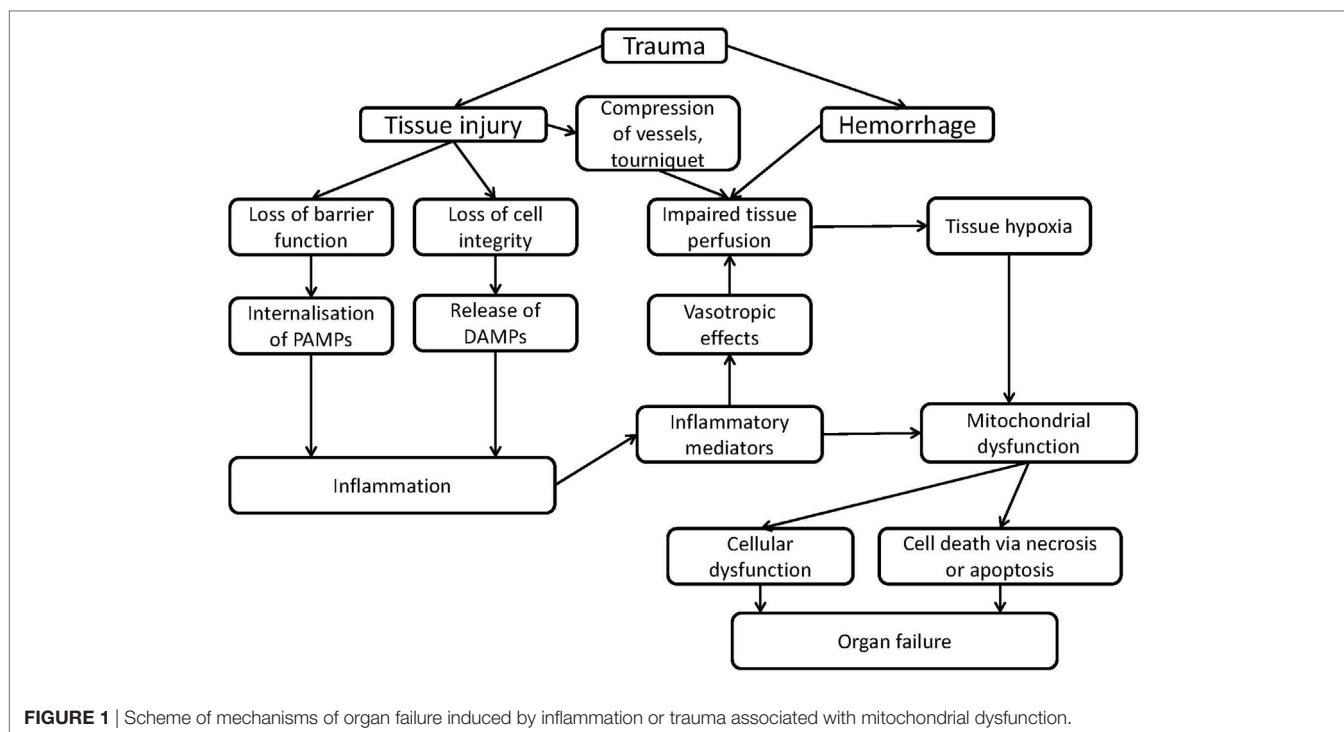 Trauma
Tissue injury
Compression
of vessels,
tourniquet
Hemorrhage
Loss of barrier
function
Loss of cell
integrity
Impaired tissue
perfusion
Tissue hypoxia
Internalisation
of PAMPs
Release of
DAMPs
Vasotropic
effects
Inflammatory
mediators
Mitochondrial
dysfunction
Inflammation
Cellular
dysfunction
Cell death via necrosis
or apoptosis
Organ failure
FIGURE 1 | Scheme of mechanisms of organ failure induced by inflammation or trauma associated with mitochondrial dysfunction.